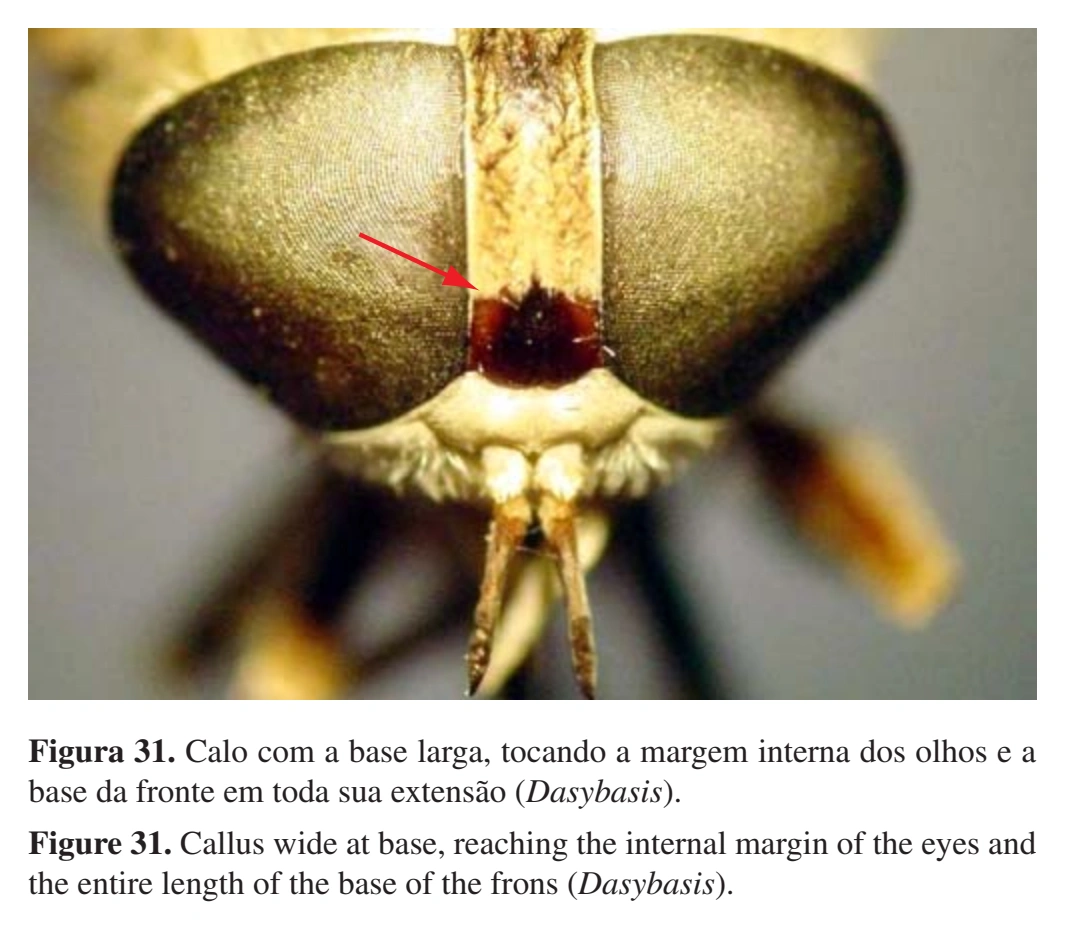 Figura 31. Calo com a base larga, tocando a margem interna dos olhos e a
base da fronte em toda sua extensão (Dasybasis).
Figure 31. Callus wide at base, reaching the internal margin of the eyes and
the entire length of the base of the frons (Dasybasis).